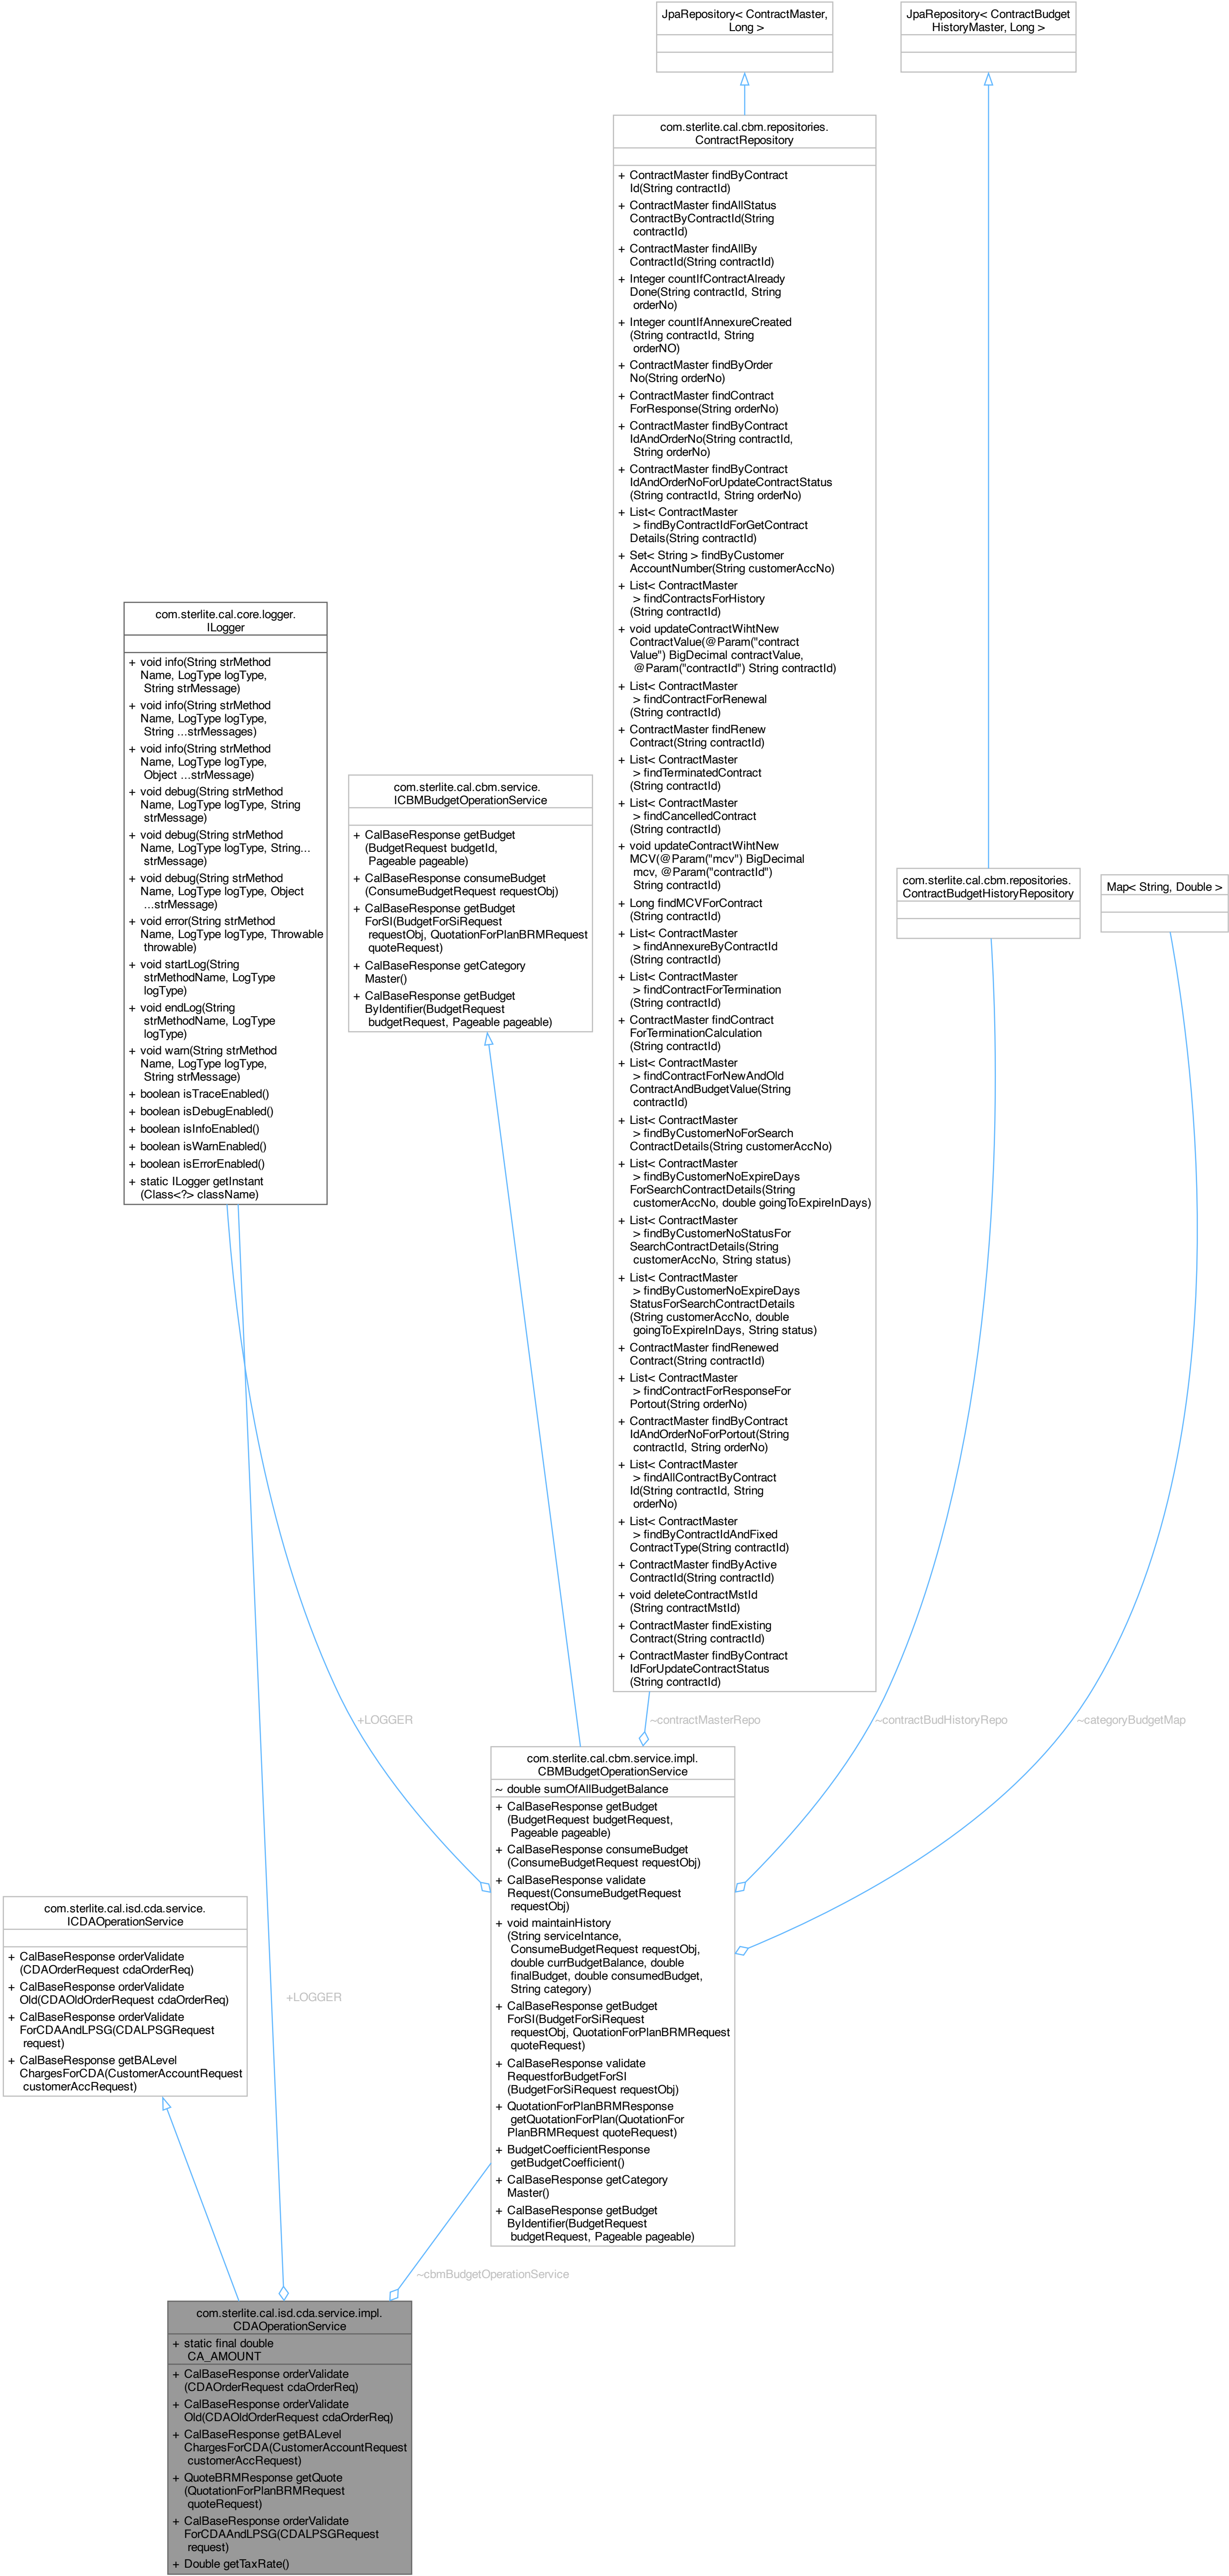 JpaRepository< ContractMaster,
Long >
JpaRepository< ContractBudget
HistoryMaster, Long >
com.sterlite.cal.cbm.repositories.
ContractRepository
+ ContractMaster findByContract
Id(String contractId)
+ ContractMaster findAllStatus
ContractByContractId(String
contractId)
+ ContractMaster findAllBy
ContractId(String contractId)
+ Integer countIfContractAlready
Done(String contractId, String
orderNo)
+ Integer countIfAnnexureCreated
(String contractId, String
orderNO)
+ ContractMaster findByOrder
No(String orderNo)
+ ContractMaster findContract
ForResponse(String orderNo)
+ ContractMaster findByContract
IdAndOrderNo(String contractId,
String orderNo)
+ ContractMaster findByContract
IdAndOrderNoForUpdateContractStatus
(String contractId, String orderNo)
+ List< ContractMaster
> findByContractIdForGetContract
Details(String contractId)
+ Set< String > findByCustomer
AccountNumber(String customerAccNo)
+ List< ContractMaster
> findContractsForHistory
(String contractId)
+ void updateContractWihtNew
ContractValue(@Param("contract
Value") BigDecimal contractValue,
@Param("contractId") String contractId)
+ List< ContractMaster
> findContractForRenewal
(String contractId)
+ ContractMaster findRenew
Contract(String contractId)
+ List< ContractMaster
> findTerminatedContract
(String contractId)
+ List< ContractMaster
> findCancelledContract
(String contractId)
+ void updateContractWihtNew
MCV(@Param("mcv") BigDecimal
mcv, @Param("contractId")
String contractId)
+ Long findMCVForContract
(String contractId)
+ List< ContractMaster
> findAnnexureByContractId
(String contractId)
+ List< ContractMaster
> findContractForTermination
(String contractId)
+ ContractMaster findContract
ForTerminationCalculation
(String contractId)
+ List< ContractMaster
> findContractForNewAndOld
ContractAndBudgetValue(String
contractId)
+ List< ContractMaster
> findByCustomerNoForSearch
ContractDetails(String customerAccNo)
+ List< ContractMaster
> findByCustomerNoExpireDays
ForSearchContractDetails(String
customerAccNo, double goingToExpireInDays)
+ List< ContractMaster
> findByCustomerNoStatusFor
SearchContractDetails(String
customerAccNo, String status)
+ List< ContractMaster
> findByCustomerNoExpireDays
StatusForSearchContractDetails
(String customerAccNo, double
goingToExpireInDays, String status)
+ ContractMaster findRenewed
Contract(String contractId)
+ List< ContractMaster
> findContractForResponseFor
Portout(String orderNo)
+ ContractMaster findByContract
IdAndOrderNoForPortout(String
contractId, String orderNo)
+ List< ContractMaster
> findAllContractByContract
Id(String contractId, String
orderNo)
+ List< ContractMaster
> findByContractIdAndFixed
ContractType(String contractId)
+ ContractMaster findByActive
ContractId(String contractId)
+ void deleteContractMstId
(String contractMstId)
+ ContractMaster findExisting
Contract(String contractId)
+ ContractMaster findByContract
IdForUpdateContractStatus
(String contractId)
com.sterlite.cal.core.logger.
ILogger
+ void info(String strMethod
Name, LogType logType,
String strMessage)
+ void info(String strMethod
Name, LogType logType,
String ...strMessages)
+ void info(String strMethod
Name, LogType logType,
Object ...strMessage)
+ void debug(String strMethod
Name, LogType logType, String
strMessage)
+ void debug(String strMethod
Name, LogType logType, String...
strMessage)
+ void debug(String strMethod
Name, LogType logType, Object
...strMessage)
+ void error(String strMethod
Name, LogType logType, Throwable
throwable)
+ void startLog(String
strMethodName, LogType
logType)
+ void endLog(String
strMethodName, LogType
logType)
+ void warn(String strMethod
Name, LogType logType,
String strMessage)
+ boolean isTraceEnabled()
+ boolean isDebugEnabled()
+ boolean isInfoEnabled()
+ boolean isWarnEnabled()
+ boolean isErrorEnabled()
+ static ILogger getInstant
(Class<?> className)
com.sterlite.cal.cbm.service.
ICBMBudgetOperationService
+ CalBaseResponse getBudget
(BudgetRequest budgetId,
Pageable pageable)
+ CalBaseResponse consumeBudget
(ConsumeBudgetRequest requestObj)
+ CalBaseResponse getBudget
ForSI(BudgetForSiRequest
requestObj, QuotationForPlanBRMRequest
quoteRequest)
+ CalBaseResponse getCategory
Master()
+ CalBaseResponse getBudget
ByIdentifier(BudgetRequest
budgetRequest, Pageable pageable)
com.sterlite.cal.cbm.repositories.
ContractBudgetHistoryRepository
Map< String, Double >
+LOGGER
~contractMasterRepo
~contractBudHistoryRepo
~categoryBudgetMap
com.sterlite.cal.cbm.service.impl.
CBMBudgetOperationService
~ double sumOfAllBudgetBalance
+ CalBaseResponse getBudget
(BudgetRequest budgetRequest,
Pageable pageable)
+ CalBaseResponse consumeBudget
(ConsumeBudgetRequest requestObj)
+ CalBaseResponse validate
Request(ConsumeBudgetRequest
requestObj)
+ void maintainHistory
(String serviceIntance,
ConsumeBudgetRequest requestObj,
double currBudgetBalance, double
finalBudget, double consumedBudget,
String category)
+ CalBaseResponse getBudget
ForSI(BudgetForSiRequest
requestObj, QuotationForPlanBRMRequest
quoteRequest)
+ CalBaseResponse validate
RequestforBudgetForSI
(BudgetForSiRequest requestObj)
+ QuotationForPlanBRMResponse
getQuotationForPlan(QuotationFor
PlanBRMRequest quoteRequest)
+ BudgetCoefficientResponse
getBudgetCoefficient()
+ CalBaseResponse getCategory
Master()
+ CalBaseResponse getBudget
ByIdentifier(BudgetRequest
budgetRequest, Pageable pageable)
com.sterlite.cal.isd.cda.service.
ICDAOperationService
+ CalBaseResponse orderValidate
(CDAOrderRequest cdaOrderReq)
+ CalBaseResponse orderValidate
Old(CDAOldOrderRequest cdaOrderReq)
+ CalBaseResponse orderValidate
ForCDAAndLPSG(CDALPSGRequest
request)
+ CalBaseResponse getBALevel
ChargesForCDA(CustomerAccountRequest
customerAccRequest)
+LOGGER
~cbmBudgetOperationService
com.sterlite.cal.isd.cda.service.impl.
CDAOperationService
+ static final double
CA_AMOUNT
+ CalBaseResponse orderValidate
(CDAOrderRequest cdaOrderReq)
+ CalBaseResponse orderValidate
Old(CDAOldOrderRequest cdaOrderReq)
+ CalBaseResponse getBALevel
ChargesForCDA(CustomerAccountRequest
customerAccRequest)
+ QuoteBRMResponse getQuote
(QuotationForPlanBRMRequest
quoteRequest)
+ CalBaseResponse orderValidate
ForCDAAndLPSG(CDALPSGRequest
request)
+ Double getTaxRate()